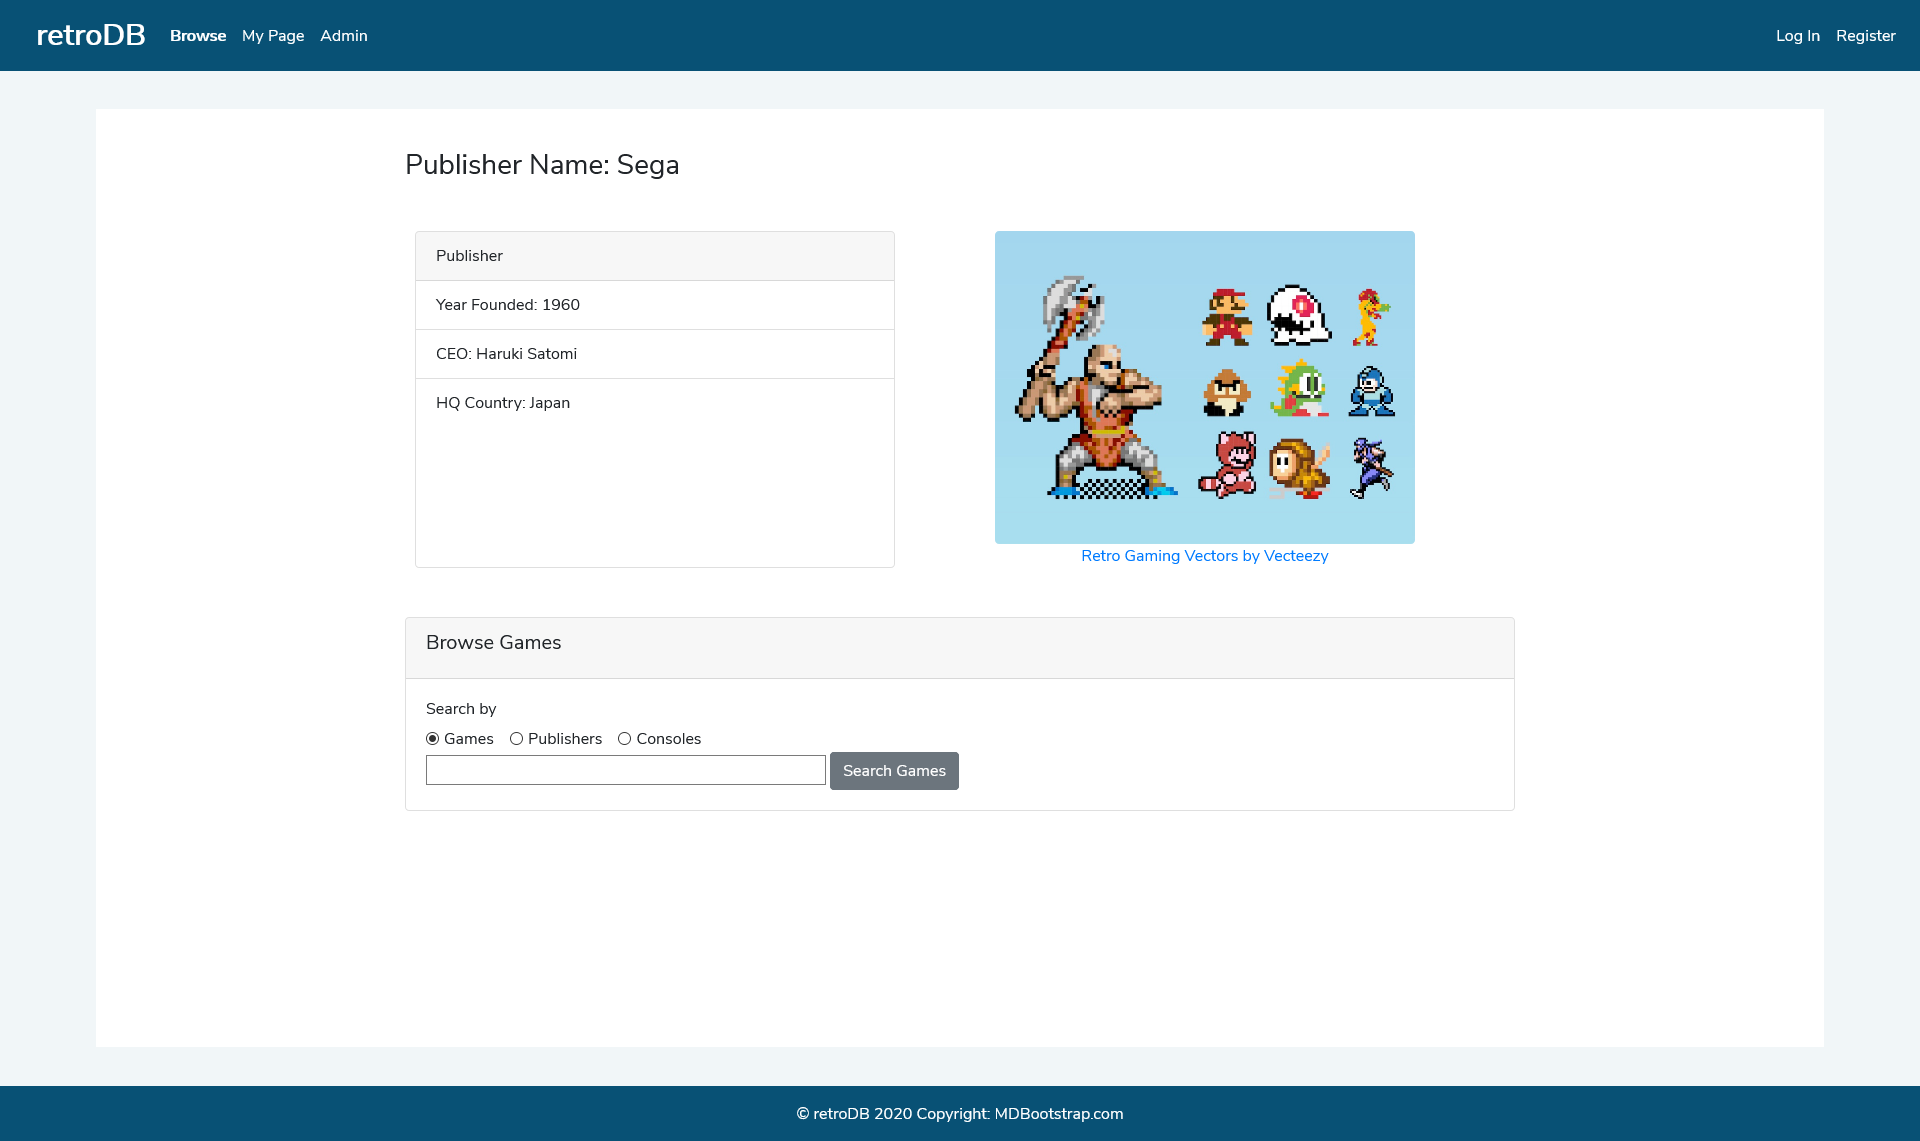 retroDB Browse My Page Admin Log In Register
Publisher Name: Sega
Publisher
Year Founded: 1960
CEO: Haruki Satomi
HQ Country: Japan
Retro Gaming Vectors by Vecteezy
Browse Games
Search by
Games Publishers Consoles
Search Games
© retroDB 2020 Copyright: MDBootstrap.com